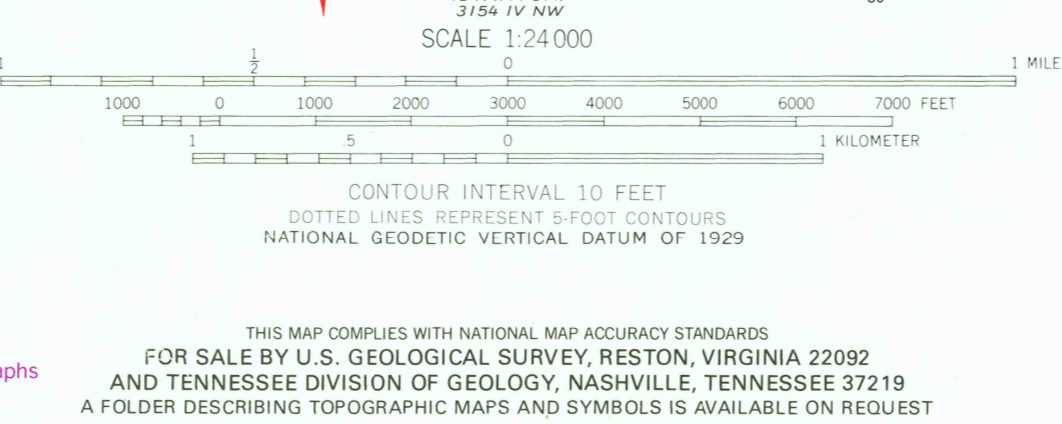 3154 IV NW
SCALE 1:24 000
1 1/2 0 1 MILE
1000 0 1000 2000 3000 4000 5000 6000 7000 FEET
1 .5 0 1 KILOMETER
CONTOUR INTERVAL 10 FEET
DOTTED LINES REPRESENT 5-FOOT CONTOURS
NATIONAL GEODETIC VERTICAL DATUM OF 1929
THIS MAP COMPLIES WITH NATIONAL MAP ACCURACY STANDARDS
FOR SALE BY U.S. GEOLOGICAL SURVEY, RESTON, VIRGINIA 22092
aphs
AND TENNESSEE DIVISION OF GEOLOGY, NASHVILLE, TENNESSEE 37219
A FOLDER DESCRIBING TOPOGRAPHIC MAPS AND SYMBOLS IS AVAILABLE ON REQUEST